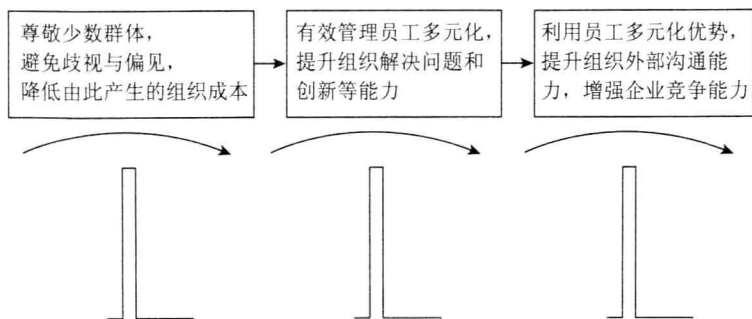 尊敬少数群体，
避免歧视与偏见，
降低由此产生的组织成本
有效管理员工多元化，
提升组织解决问题和
创新等能力
利用员工多元化优势，
提升组织外部沟通能
力，增强企业竞争能力